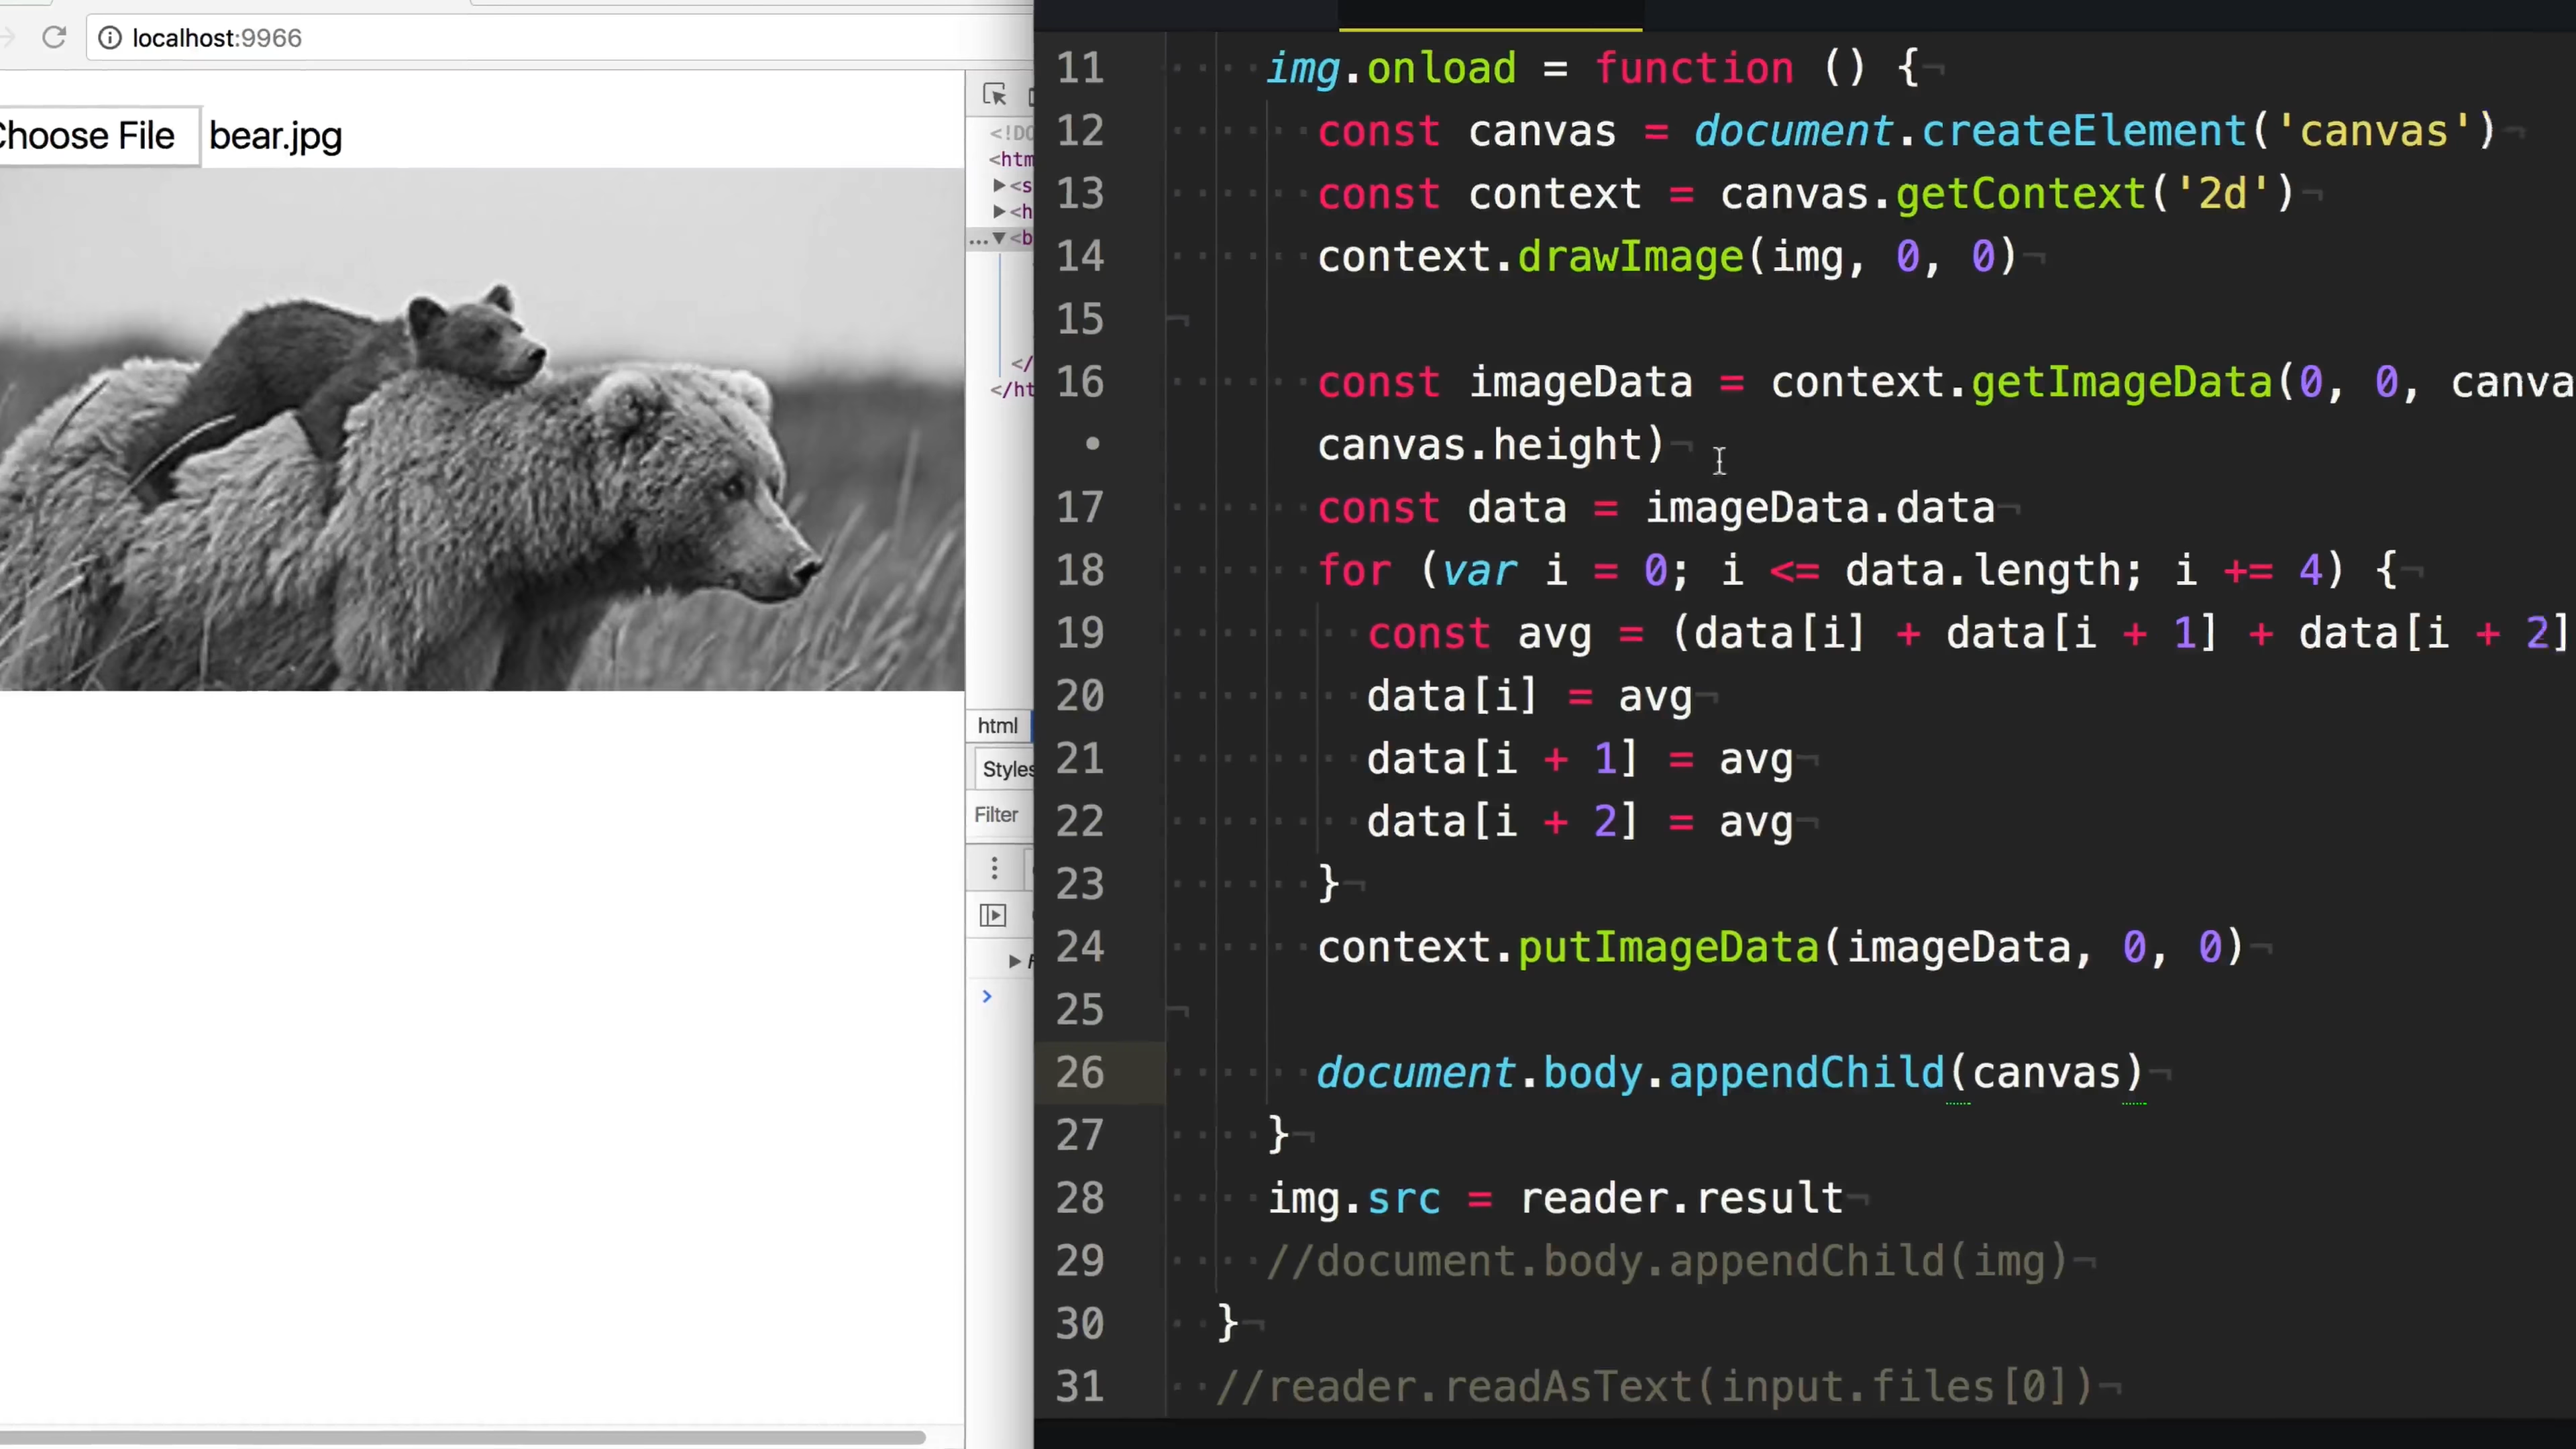 localhost:9966
Choose File bear.jpg
<!DO
<htm
<s
<h
<b
</
</ht
html
Styles
Filter
11 img.onload = function () {
12 const canvas = document.createElement('canvas')
13 const context = canvas.getContext('2d')
14 context.drawImage(img, 0, 0)
15
16 const imageData = context.getImageData(0, 0, canva
canvas.height)
17 const data = imageData.data
18 for (var i = 0; i <= data.length; i += 4) {
19 const avg = (data[i] + data[i + 1] + data[i + 2]
20 data[i] = avg
21 data[i + 1] = avg
22 data[i + 2] = avg
23 }
24 context.putImageData(imageData, 0, 0)
25
26 document.body.appendChild(canvas)
27 }
28 img.src = reader.result
29 //document.body.appendChild(img)
30 }
31 //reader.readAsText(input.files[0])